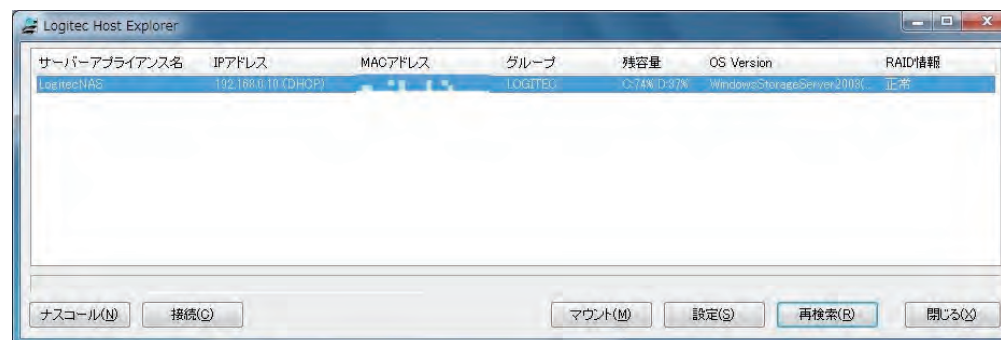 Logitec Host Explorer
サーバーアプライアンス名 IPアドレス MACアドレス グループ 残容量 OS Version RAID情報
LogitecNAS 192.168.0.10 (DHCP) LOGITEC C:74% D:97% WindowsStorageServer2008(... 正常
ナスコール(N) 接続(C) マウント(M) 設定(S) 再検索(R) 閉じる(X)